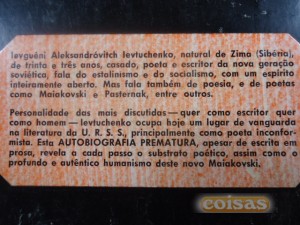 Ievguêni Aleksandróvitch Ievtuchenko, natural de Zima (Sibéria),
de trinta e três anos, casado, poeta e escritor da nova geração
soviética, fala do estalinismo e do socialismo, com um espírito
inteiramente aberto. Mas fala também de poesia, e de poetas
como Maiakovski e Pasternak, entre outros.
Personalidade das mais discutidas — quer como escritor quer
como homem — Ievtuchenko ocupa hoje um lugar de vanguarda
na literatura da U. R. S. S., principalmente como poeta inconfor-
mista. Esta AUTOBIOGRAFIA PREMATURA, apesar de escrita em
prosa, revela a cada passo o substrato poético, assim como o
profundo e autêntico humanismo deste novo Maiakovski.
coisas